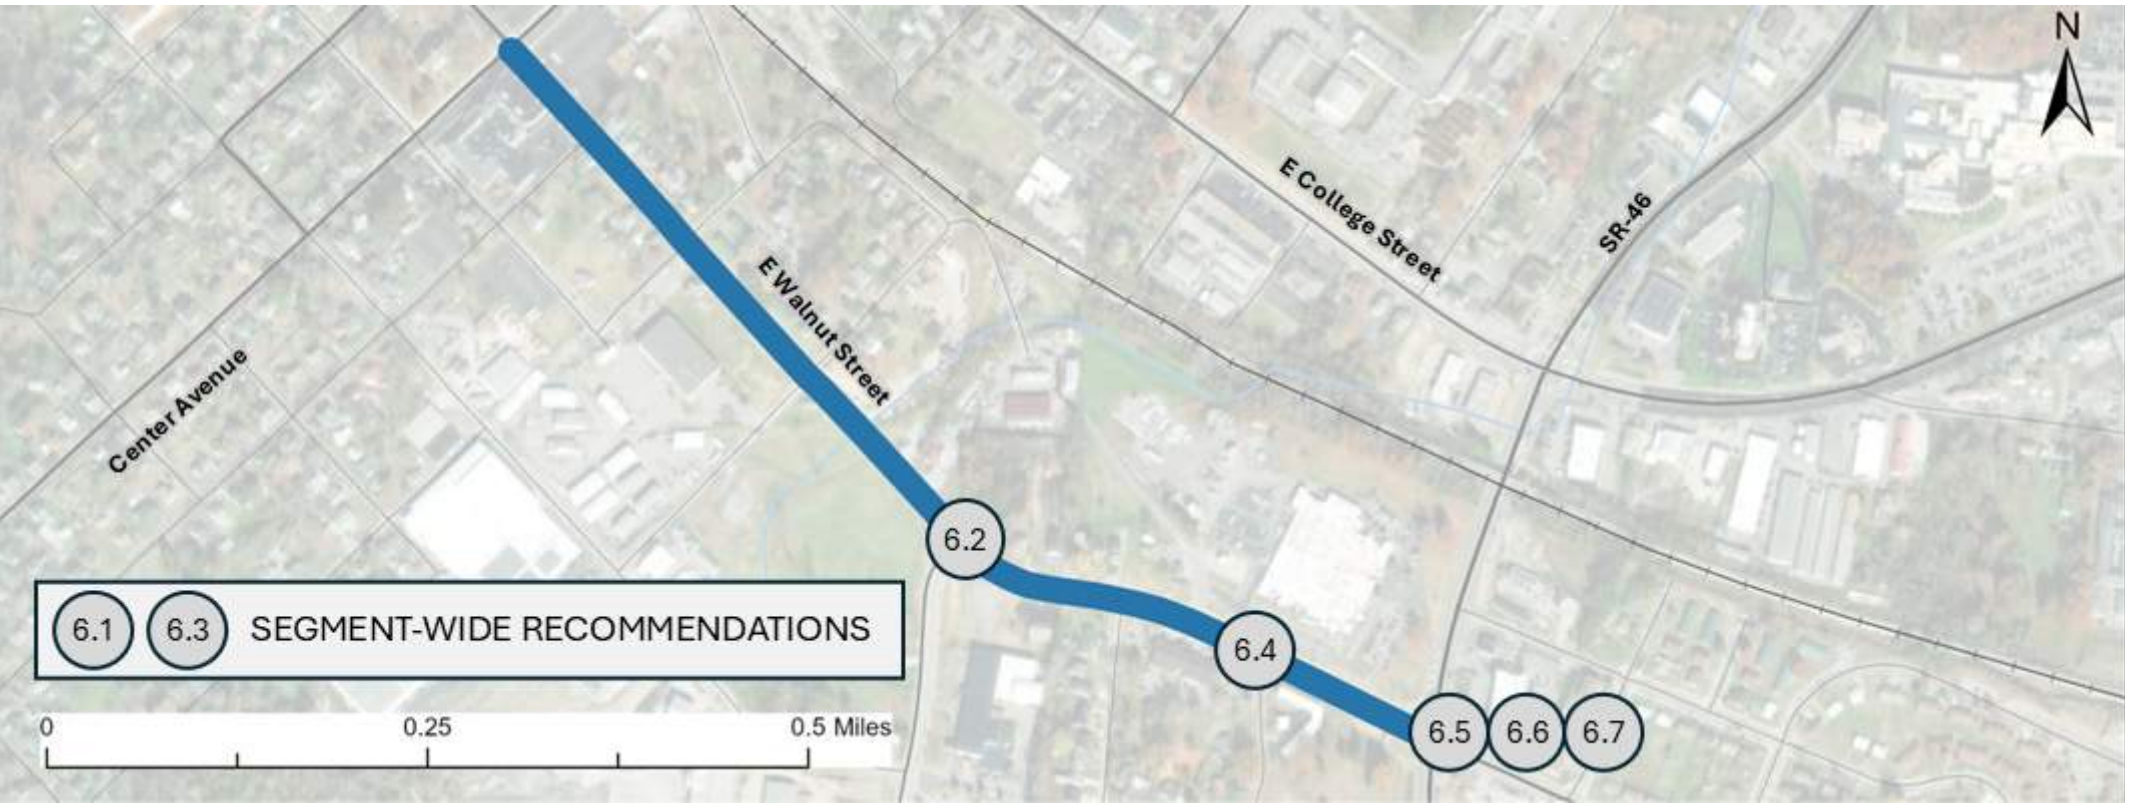 N
E College Street
SR-46
E Walnut Street
Center Avenue
6.2
6.1 6.3 SEGMENT-WIDE RECOMMENDATIONS
6.4
6.5 6.6 6.7
0 0.25 0.5 Miles